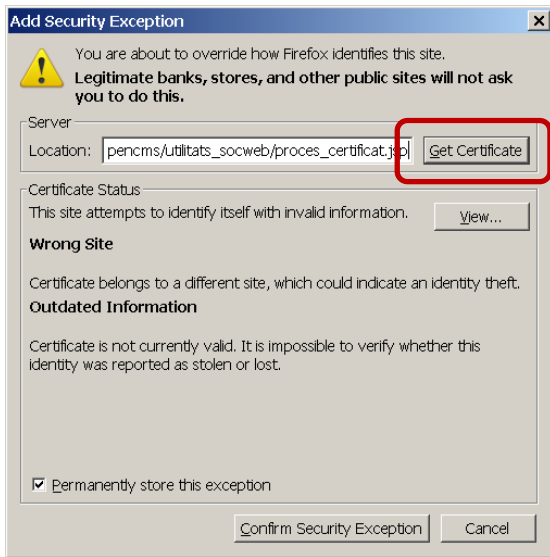 Add Security Exception
You are about to override how Firefox identifies this site.
Legitimate banks, stores, and other public sites will not ask
you to do this.
Server
Location: pencms/utilitats_socweb/proces_certificat.jsp Get Certificate
Certificate Status
This site attempts to identify itself with invalid information. View...
Wrong Site
Certificate belongs to a different site, which could indicate an identity theft.
Outdated Information
Certificate is not currently valid. It is impossible to verify whether this
identity was reported as stolen or lost.
Permanently store this exception
Confirm Security Exception Cancel